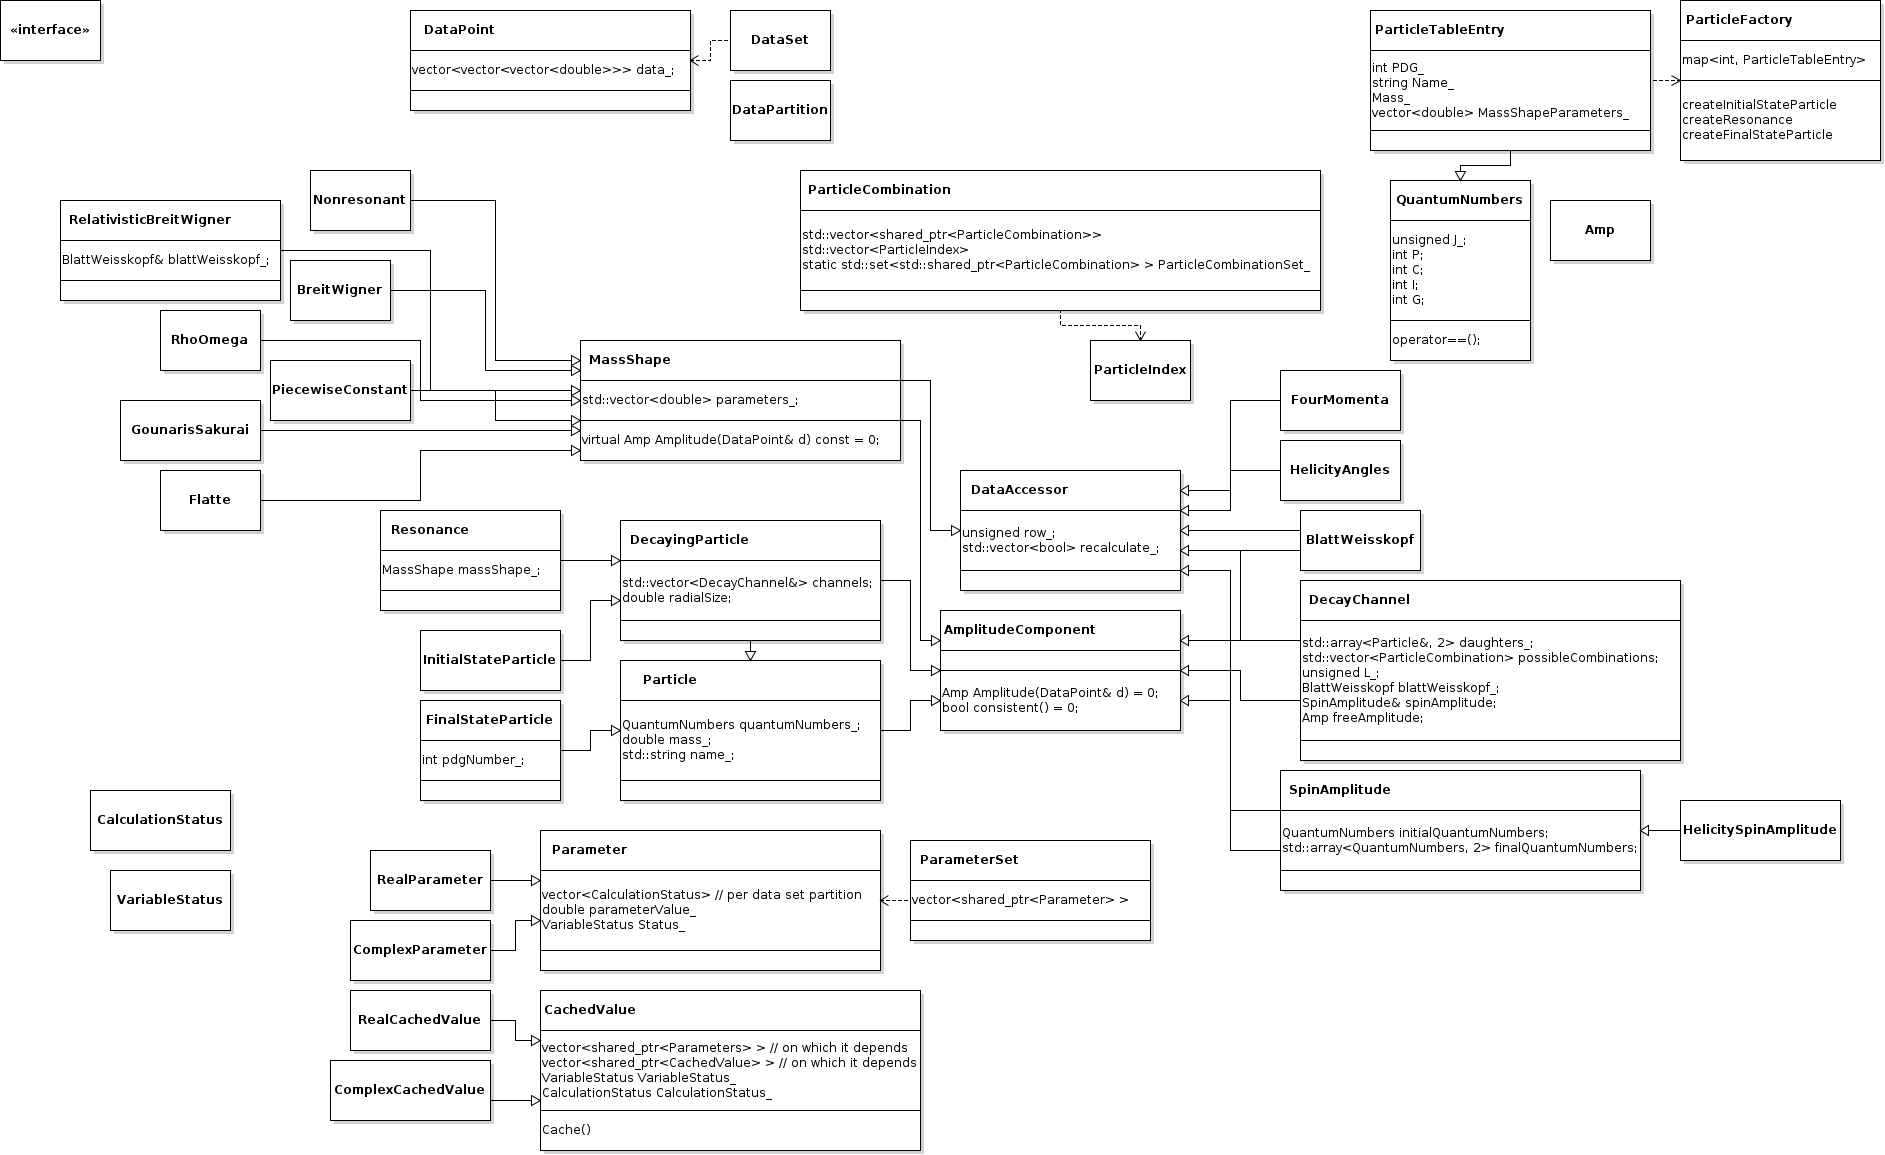 «interface»
DataPoint
vector<vector<vector<double>>> data_;
DataSet
DataPartition
ParticleTableEntry
int PDG_
string Name_
Mass_
vector<double> MassShapeParameters_
ParticleFactory
map<int, ParticleTableEntry>
createInitialStateParticle
createResonance
createFinalStateParticle
Nonresonant
RelativisticBreitWigner
BlattWeisskopf& blattWeisskopf_;
BreitWigner
RhoOmega
PiecewiseConstant
GounarisSakurai
Flatte
ParticleCombination
std::vector<shared_ptr<ParticleCombination>>
std::vector<ParticleIndex>
static std::set<std::shared_ptr<ParticleCombination> > ParticleCombinationSet_
ParticleIndex
QuantumNumbers
unsigned J_;
int P;
int C;
int I;
int G;
operator==();
Amp
MassShape
std::vector<double> parameters_;
virtual Amp Amplitude(DataPoint& d) const = 0;
FourMomenta
HelicityAngles
BlattWeisskopf
DataAccessor
unsigned row_;
std::vector<bool> recalculate_;
Resonance
MassShape massShape_;
DecayingParticle
std::vector<DecayChannel&> channels;
double radialSize;
InitialStateParticle
FinalStateParticle
int pdgNumber_;
Particle
QuantumNumbers quantumNumbers_;
double mass_;
std::string name_;
AmplitudeComponent
Amp Amplitude(DataPoint& d) = 0;
bool consistent() = 0;
DecayChannel
std::array<Particle&, 2> daughters_;
std::vector<ParticleCombination> possibleCombinations;
unsigned L_;
BlattWeisskopf blattWeisskopf_;
SpinAmplitude& spinAmplitude;
Amp freeAmplitude;
SpinAmplitude
QuantumNumbers initialQuantumNumbers;
std::array<QuantumNumbers, 2> finalQuantumNumbers;
HelicitySpinAmplitude
CalculationStatus
VariableStatus
RealParameter
ComplexParameter
Parameter
vector<CalculationStatus> // per data set partition
double parameterValue_
VariableStatus Status_
ParameterSet
vector<shared_ptr<Parameter> >
RealCachedValue
ComplexCachedValue
CachedValue
vector<shared_ptr<Parameters> > // on which it depends
vector<shared_ptr<CachedValue> > // on which it depends
VariableStatus VariableStatus_
CalculationStatus CalculationStatus_
Cache()